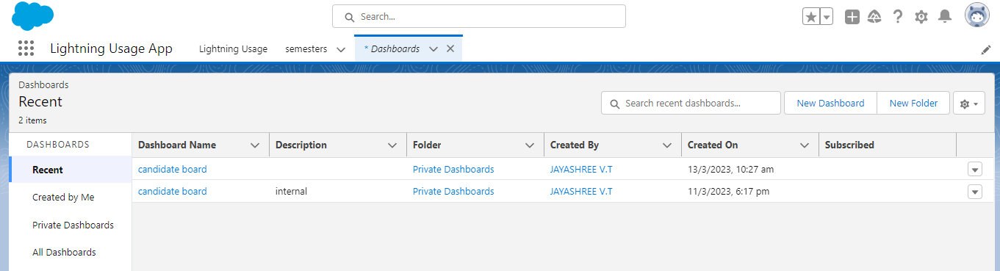 Search...
Lightning Usage App
Lightning Usage
semesters
* Dashboards
Dashboards
Recent
2 items
Search recent dashboards...
New Dashboard
New Folder
DASHBOARDS
Recent
Created by Me
Private Dashboards
All Dashboards
Dashboard Name Description Folder Created By Created On Subscribed
candidate board Private Dashboards JAYASHREE V.T 13/3/2023, 10:27 am
candidate board internal Private Dashboards JAYASHREE V.T 11/3/2023, 6:17 pm